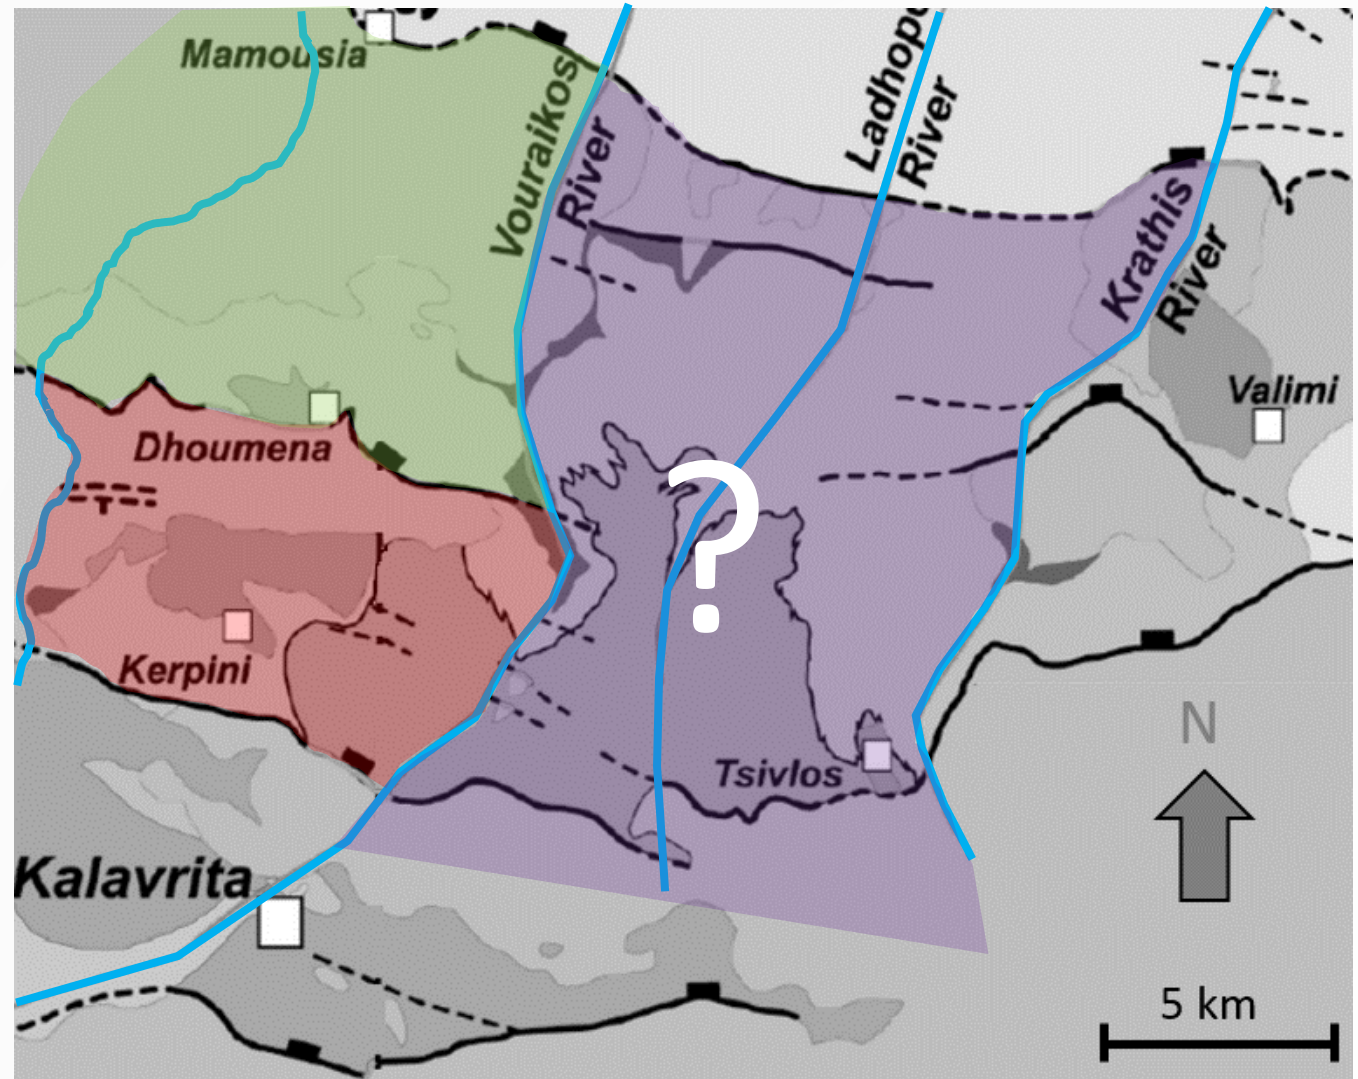 Mamousia
Vouraikos
River
Ladhopo
River
Krathis
River
Valimi
Dhoumena
?
Kerpini
Tsivlos
N
Kalavrita
5 km